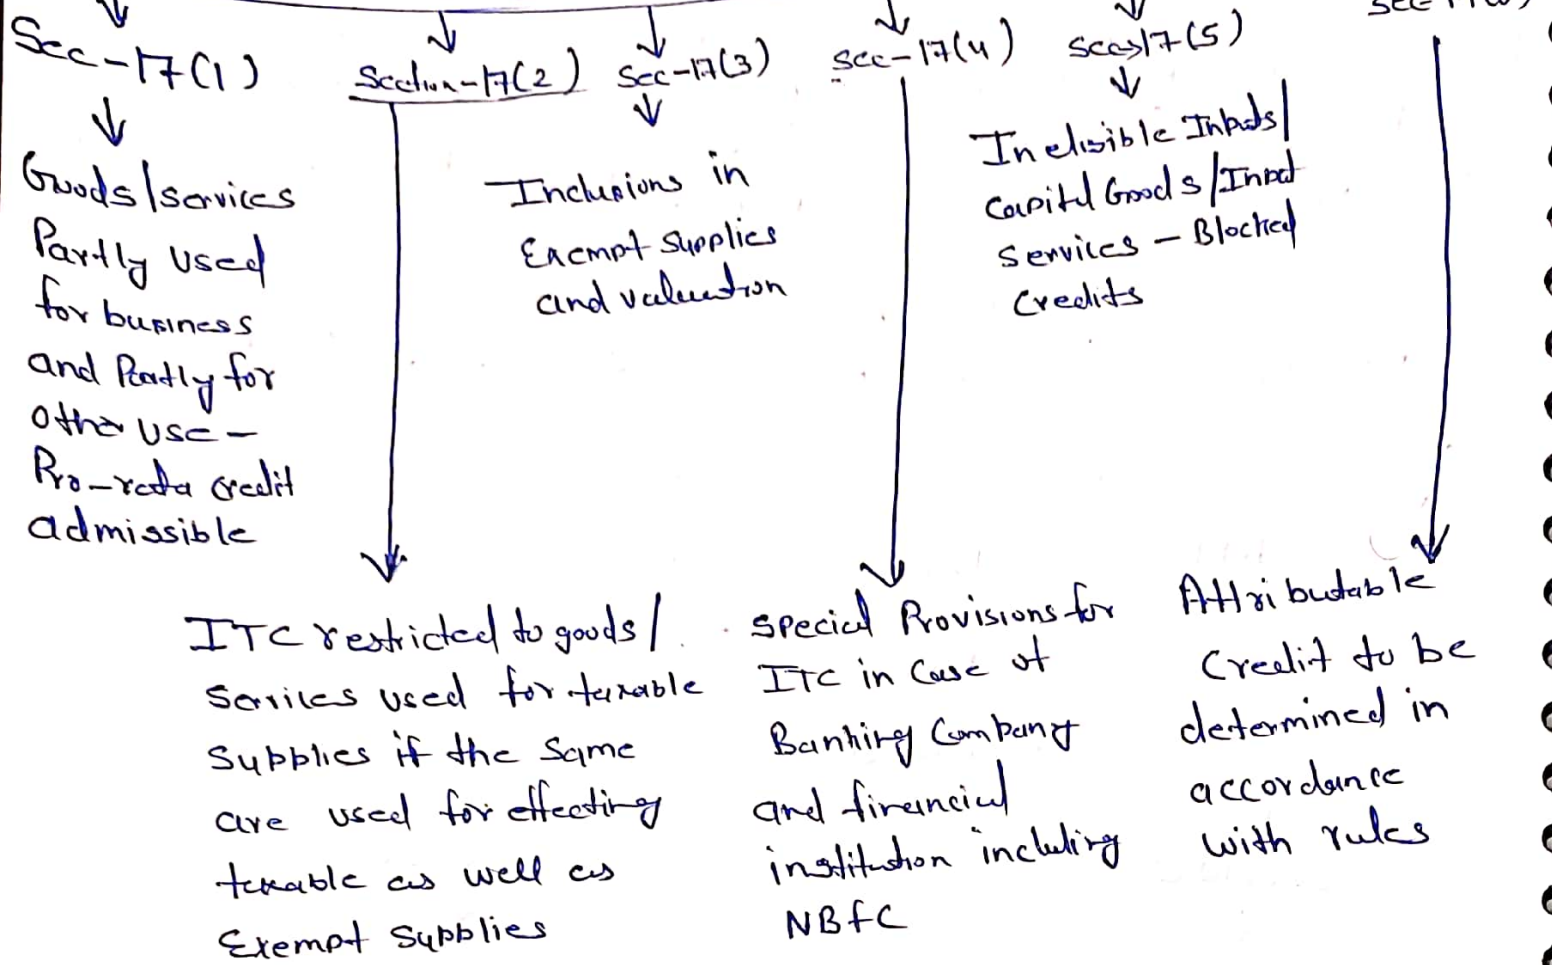 Sec-17(1)
Goods/services
Partly used
for business
and Partly for
other use -
Pro-rata credit
admissible
Section-17(2)
ITC restricted to goods/
services used for taxable
supplies if the same
are used for effecting
taxable as well as
Exempt supplies
Sec-17(3)
Inclusions in
Exempt supplies
and valuation
sec-17(4)
special Provisions for
ITC in case of
Banking Company
and financial
institution including
NBFC
Sec 17(5)
Inelisible Inputs/
Capital Goods/Input
services - Blocked
Credits
Attributable
Credit to be
determined in
accordance
with rules